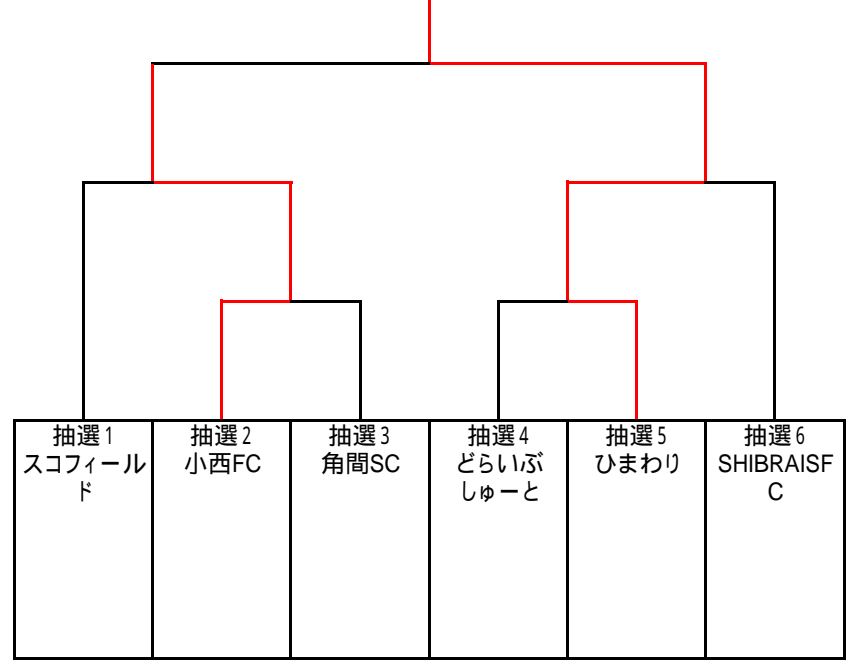 抽選1
スコフィール
ド
抽選2
小西FC
抽選3
角間SC
抽選4
どらいぶ
しゅーと
抽選5
ひまわり
抽選6
SHIBRAISF
C